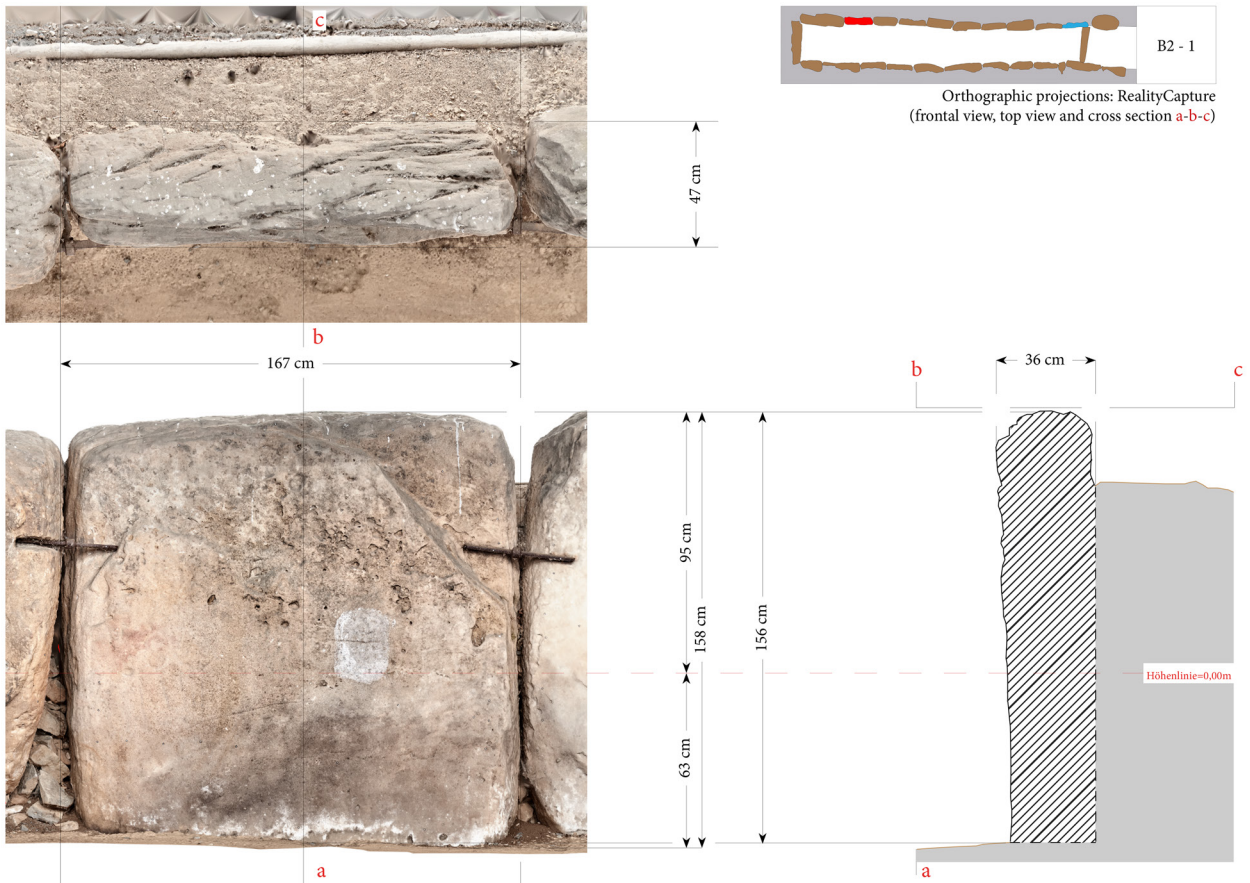 c
B2 - 1
Orthographic projections: RealityCapture
(frontal view, top view and cross section a-b-c)
47 cm
b
167 cm
36 cm
b
c
95 cm
158 cm
156 cm
63 cm
Höhenlinie=0,00m
a
a